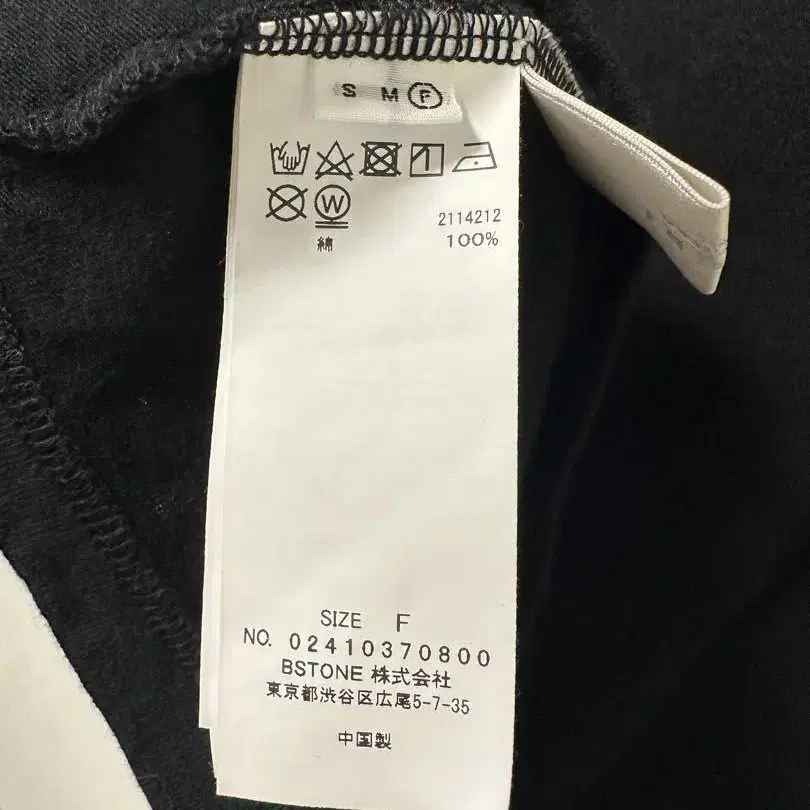 S M F
W
2114212
綿 100%
SIZE F
NO. 02410370800
BSTONE 株式会社
東京都渋谷区広尾5-7-35
中国製